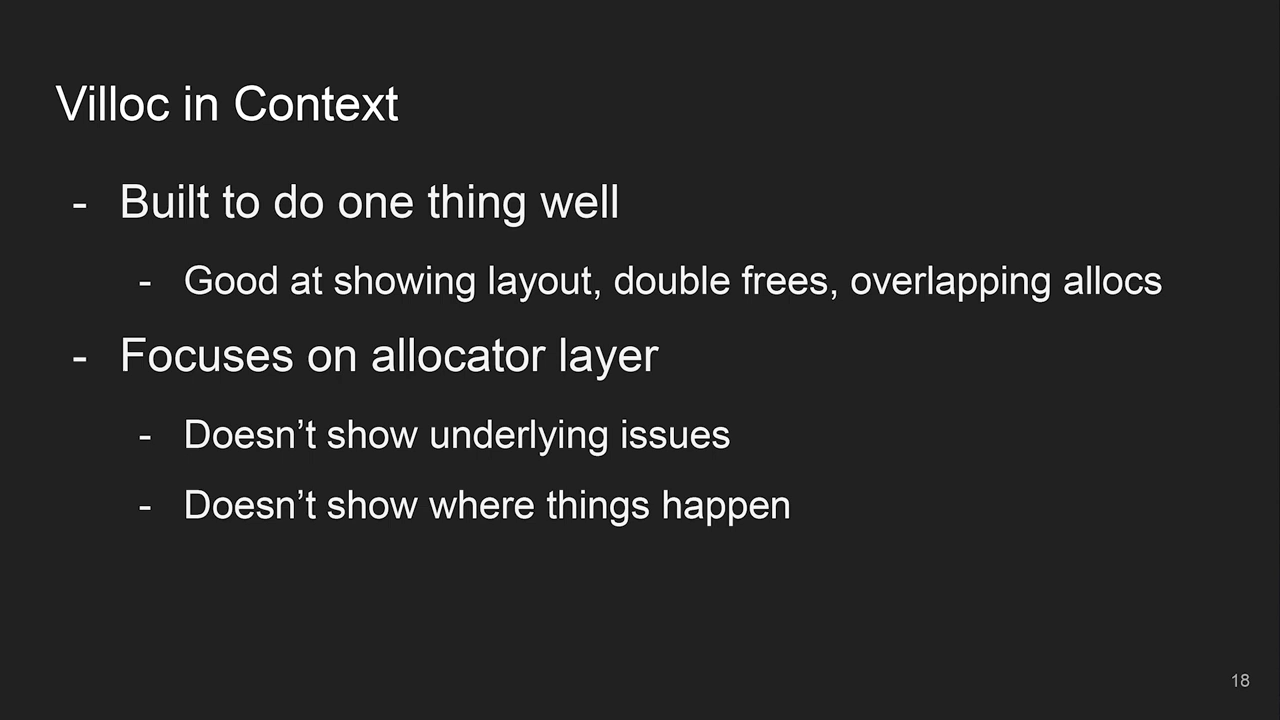 Villoc in Context
- Built to do one thing well
- Good at showing layout, double frees, overlapping allocs
- Focuses on allocator layer
- Doesn’t show underlying issues
- Doesn’t show where things happen
18